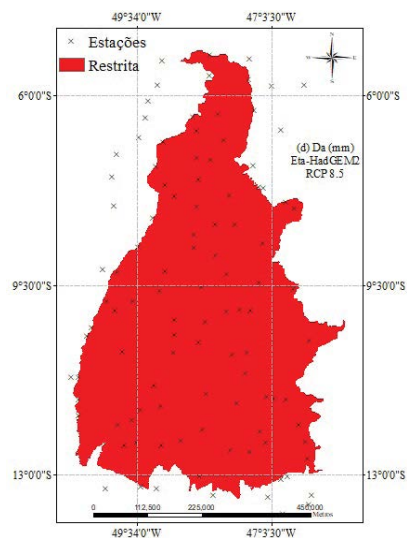 49°34'0"W 47°3'30"W
× Estações
Restrita
N
W E
S
6°0'0"S 6°0'0"S
(d) Da (mm)
Eta-HadGEM2
RCP 8.5
9°30'0"S 9°30'0"S
13°0'0"S 13°0'0"S
0 112,500 225,000 450,000
Metros
49°34'0"W 47°3'30"W